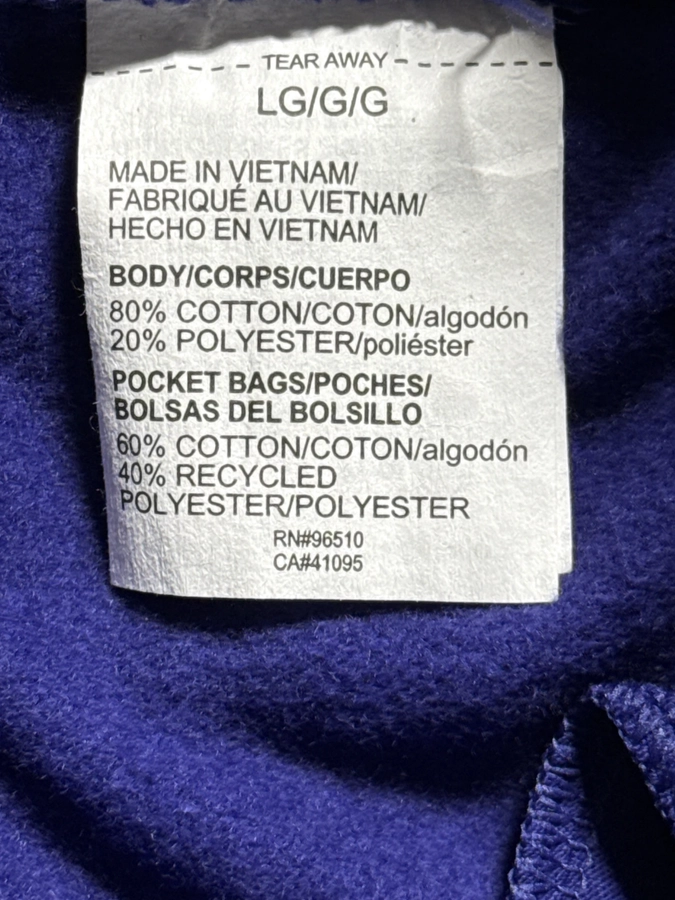 TEAR AWAY
LG/G/G
MADE IN VIETNAM/
FABRIQUÉ AU VIETNAM/
HECHO EN VIETNAM
BODY/CORPS/CUERPO
80% COTTON/COTON/algodón
20% POLYESTER/poliéster
POCKET BAGS/POCHES/
BOLSAS DEL BOLSILLO
60% COTTON/COTON/algodón
40% RECYCLED
POLYESTER/POLYESTER
RN#96510
CA#41095